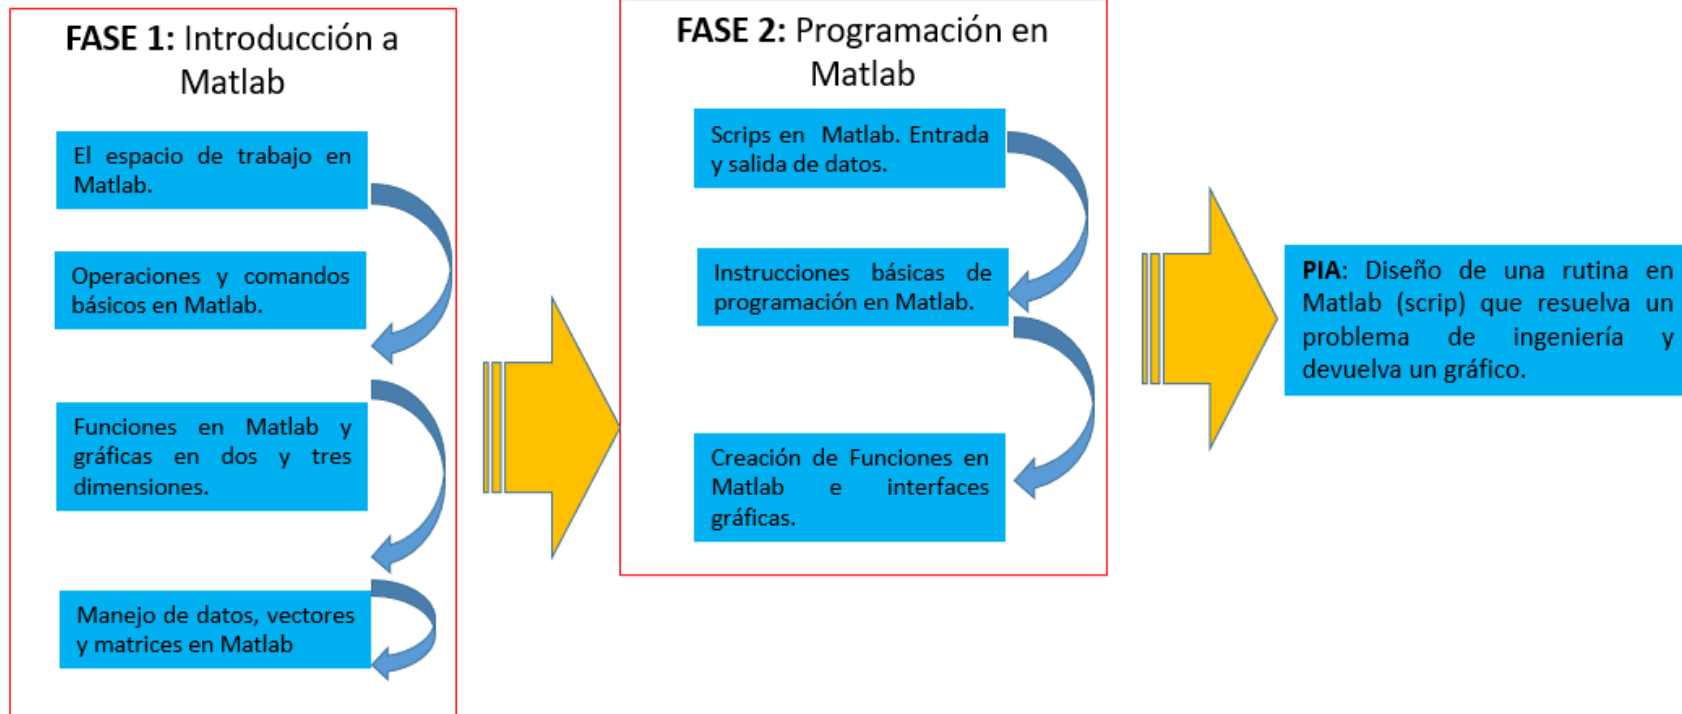 FASE 1: Introducción a
Matlab
El espacio de trabajo en
Matlab.
Operaciones y comandos
básicos en Matlab.
Funciones en Matlab y
gráficas en dos y tres
dimensiones.
Manejo de datos, vectores
y matrices en Matlab
FASE 2: Programación en
Matlab
Scrips en Matlab. Entrada
y salida de datos.
Instrucciones básicas de
programación en Matlab.
Creación de Funciones en
Matlab e interfaces
gráficas.
PIA: Diseño de una rutina en
Matlab (scrip) que resuelva un
problema de ingeniería y
devuelva un gráfico.